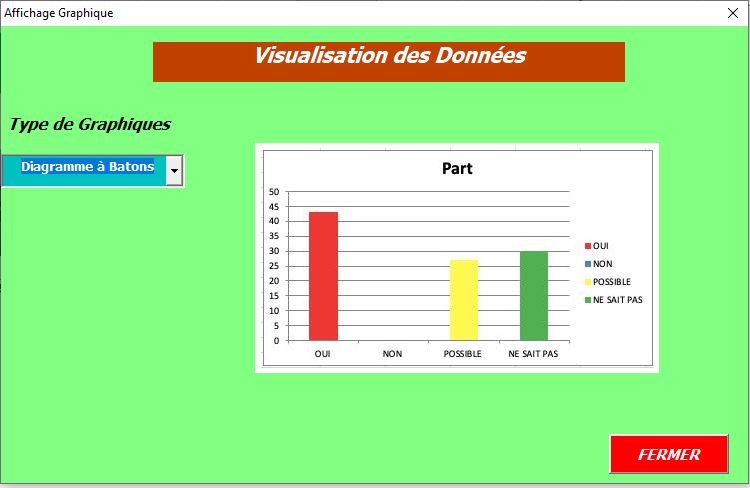 Affichage Graphique
Visualisation des Données
Type de Graphiques
Diagramme à Batons
Part
50
45
40
35
30
25
20
15
10
5
0
OUI
NON
POSSIBLE
NE SAIT PAS
OUI
NON
POSSIBLE
NE SAIT PAS
FERMER